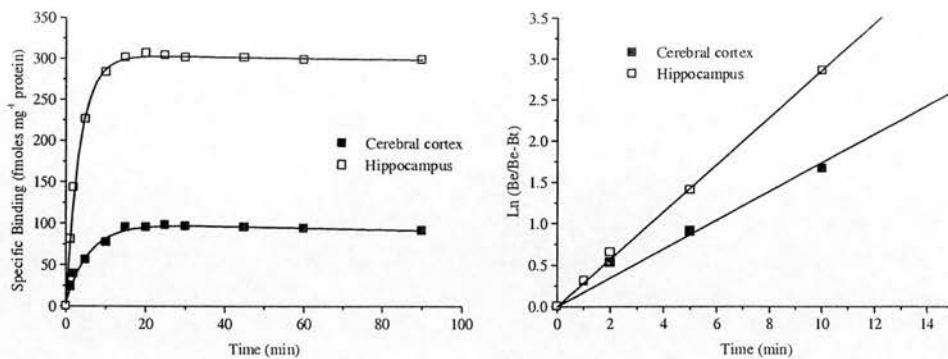 350
300
250
200
150
100
50
0
0 20 40 60 80 100
Specific Binding (fmoles mg⁻¹ protein)
Time (min)
Cerebral cortex
Hippocampus
3.5
3.0
2.5
2.0
1.5
1.0
0.5
0.0
0 2 4 6 8 10 12 14
Ln (Be/Be-Bt)
Time (min)
Cerebral cortex
Hippocampus